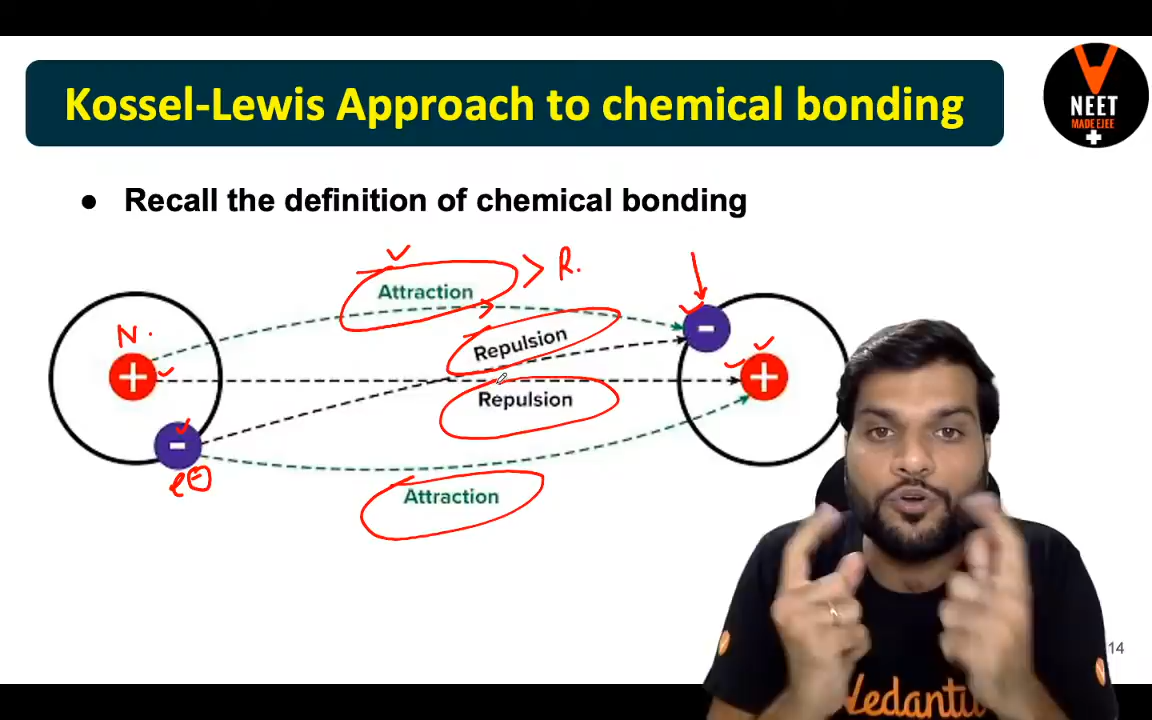 Kossel-Lewis Approach to chemical bonding
NEET
MADE EJEE
● Recall the definition of chemical bonding
Attraction > R.
Repulsion
N.
+
-
+
Repulsion
-
e⊖
Attraction
14
Vedantu